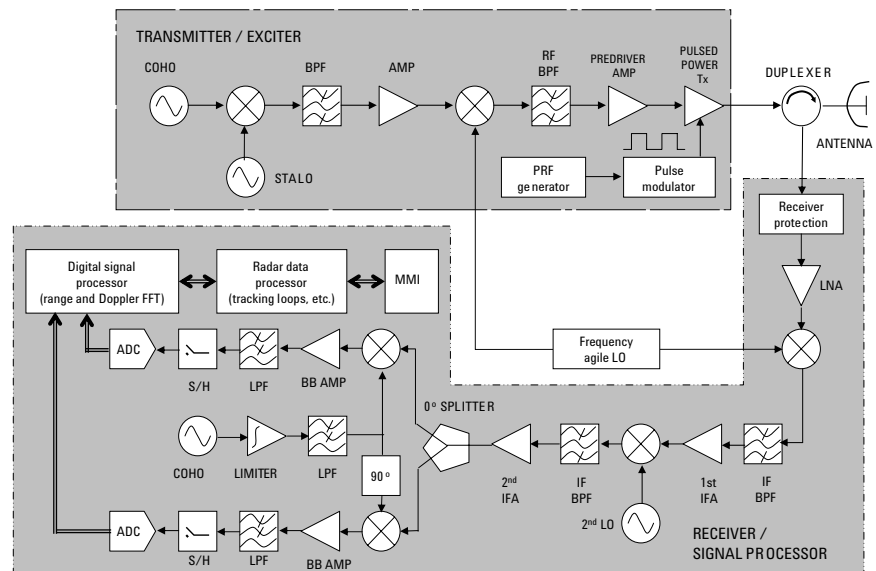 TRANSMITTER / EXCITER
COHO
BPF
AMP
RF
BPF
PREDRIVER
AMP
PULSED
POWER
Tx
DUPLEXER
ANTENNA
STALO
PRF
generator
Pulse
modulator
Receiver
protection
LNA
Digital signal
processor
(range and Doppler FFT)
Radar data
processor
(tracking loops, etc.)
MMI
Frequency
agile LO
ADC
S/H
LPF
BB AMP
0° SPLITTER
COHO
LIMITER
LPF
90°
2nd
IFA
IF
BPF
2nd LO
1st
IFA
IF
BPF
ADC
S/H
LPF
BB AMP
RECEIVER /
SIGNAL PROCESSOR